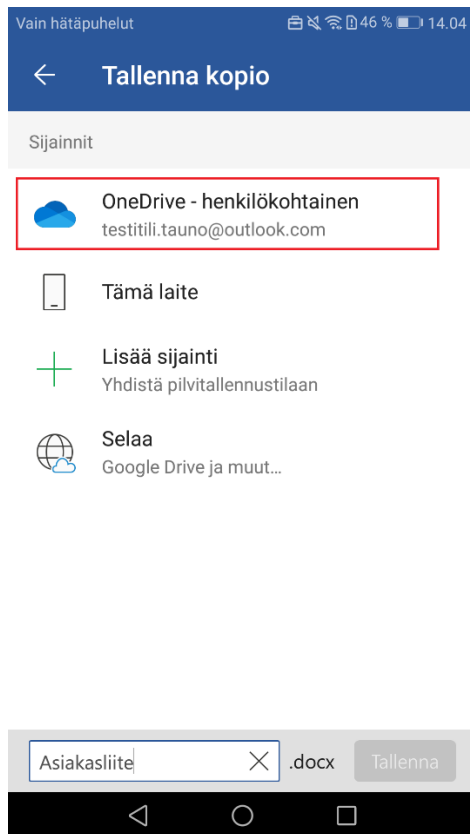 Vain hätäpuhelut 46 % 14.04
Tallenna kopio
Sijainnit
OneDrive - henkilökohtainen
testitili.tauno@outlook.com
Tämä laite
Lisää sijainti
Yhdistä pilvitallennustilaan
Selaa
Google Drive ja muut...
Asiakasliite .docx Tallenna